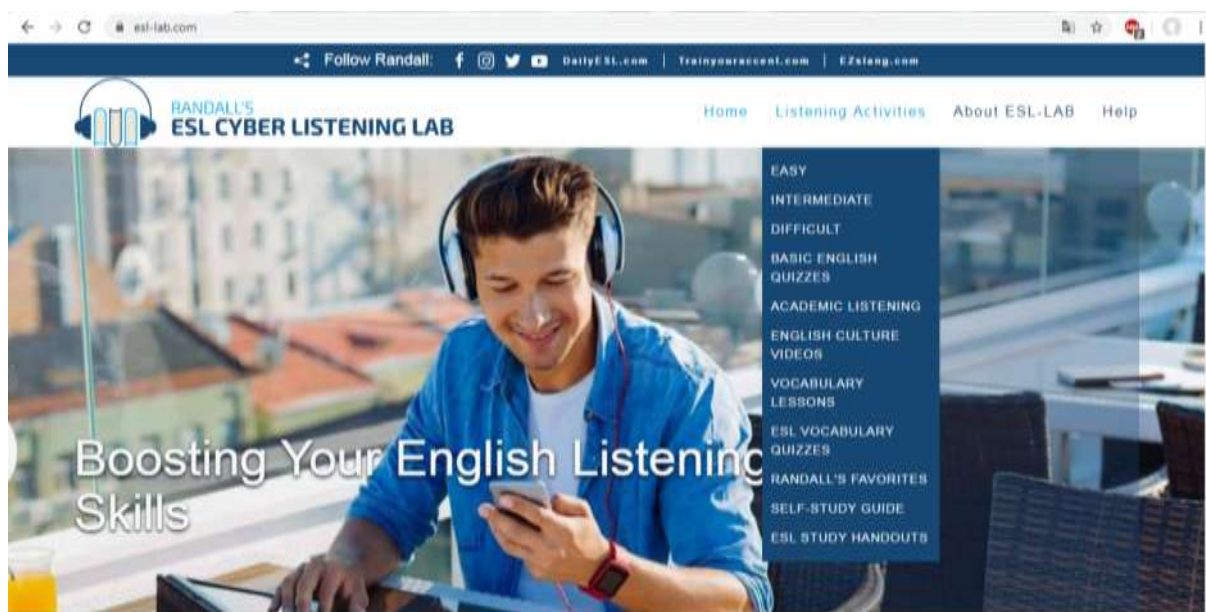 esl-lab.com
Follow Randall: DailyESL.com | Trainyouraccent.com | EZslang.com
RANDALL'S
ESL CYBER LISTENING LAB
Home Listening Activities About ESL-LAB Help
EASY
INTERMEDIATE
DIFFICULT
BASIC ENGLISH
QUIZZES
ACADEMIC LISTENING
ENGLISH CULTURE
VIDEOS
VOCABULARY
LESSONS
ESL VOCABULARY
QUIZZES
RANDALL'S FAVORITES
SELF-STUDY GUIDE
ESL STUDY HANDOUTS
Boosting Your English Listening
Skills